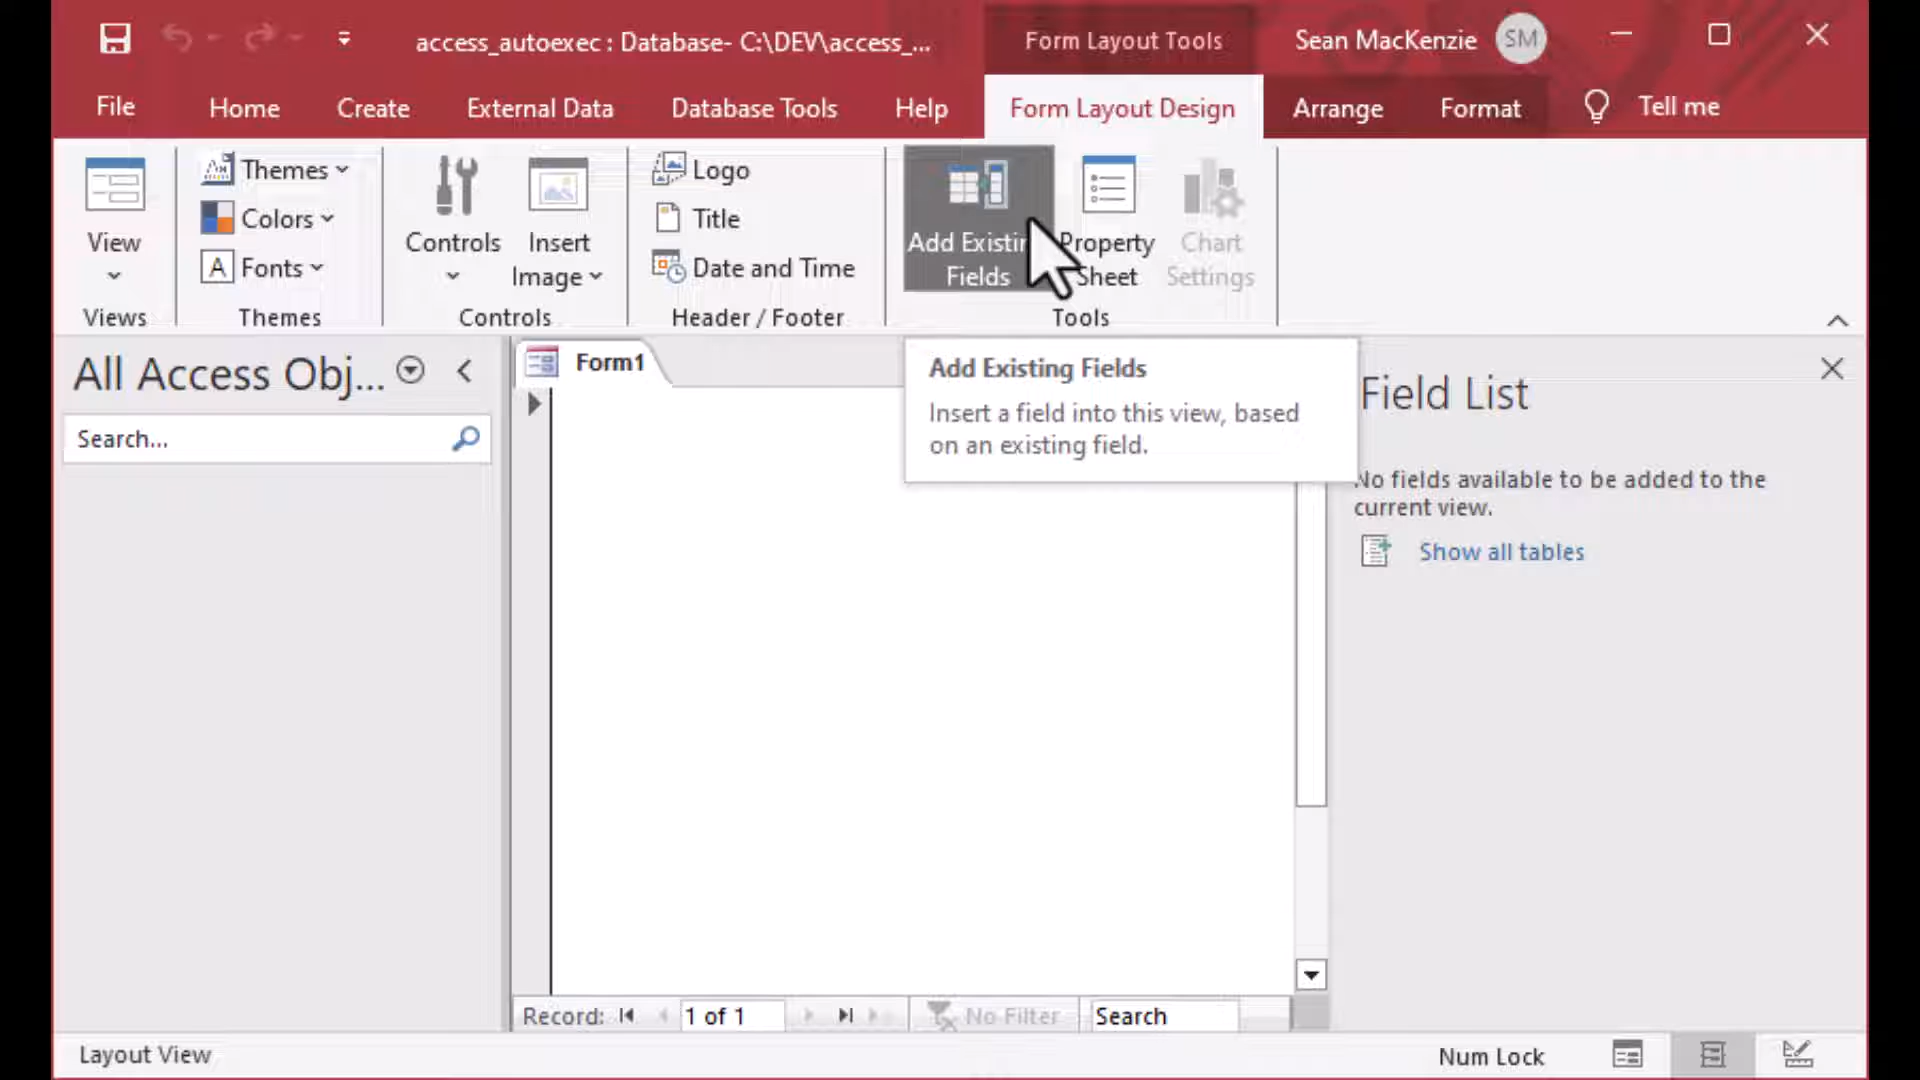 access_autoexec : Database- C:\DEV\access_...
Form Layout Tools
Sean MacKenzie
SM
File
Home
Create
External Data
Database Tools
Help
Form Layout Design
Arrange
Format
Tell me
View
Themes
Colors
Fonts
Controls
Insert
Image
Logo
Title
Date and Time
Add Existin
Fields
Property
Sheet
Chart
Settings
Views
Themes
Controls
Header / Footer
Tools
All Access Obj...
Search...
Form1
Add Existing Fields
Insert a field into this view, based
on an existing field.
Field List
No fields available to be added to the
current view.
Show all tables
Record:
1 of 1
No Filter
Search
Layout View
Num Lock